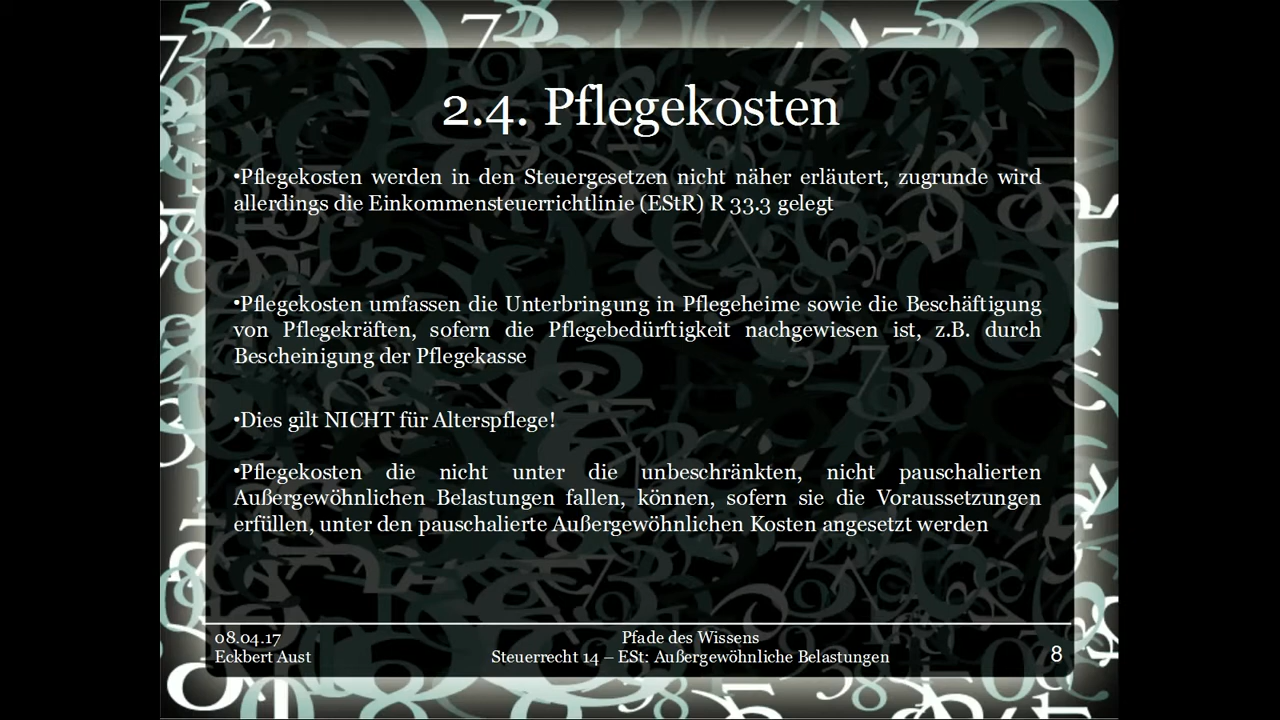 2.4. Pflegekosten
•Pflegekosten werden in den Steuergesetzen nicht näher erläutert, zugrunde wird
allerdings die Einkommensteuerrichtlinie (EStR) R 33.3 gelegt
•Pflegekosten umfassen die Unterbringung in Pflegeheime sowie die Beschäftigung
von Pflegekräften, sofern die Pflegebedürftigkeit nachgewiesen ist, z.B. durch
Bescheinigung der Pflegekasse
•Dies gilt NICHT für Alterspflege!
•Pflegekosten die nicht unter die unbeschränkten, nicht pauschalierten
Außergewöhnlichen Belastungen fallen, können, sofern sie die Voraussetzungen
erfüllen, unter den pauschalierte Außergewöhnlichen Kosten angesetzt werden
08.04.17
Eckbert Aust
Pfade des Wissens
Steuerrecht 14 – ESt: Außergewöhnliche Belastungen
8